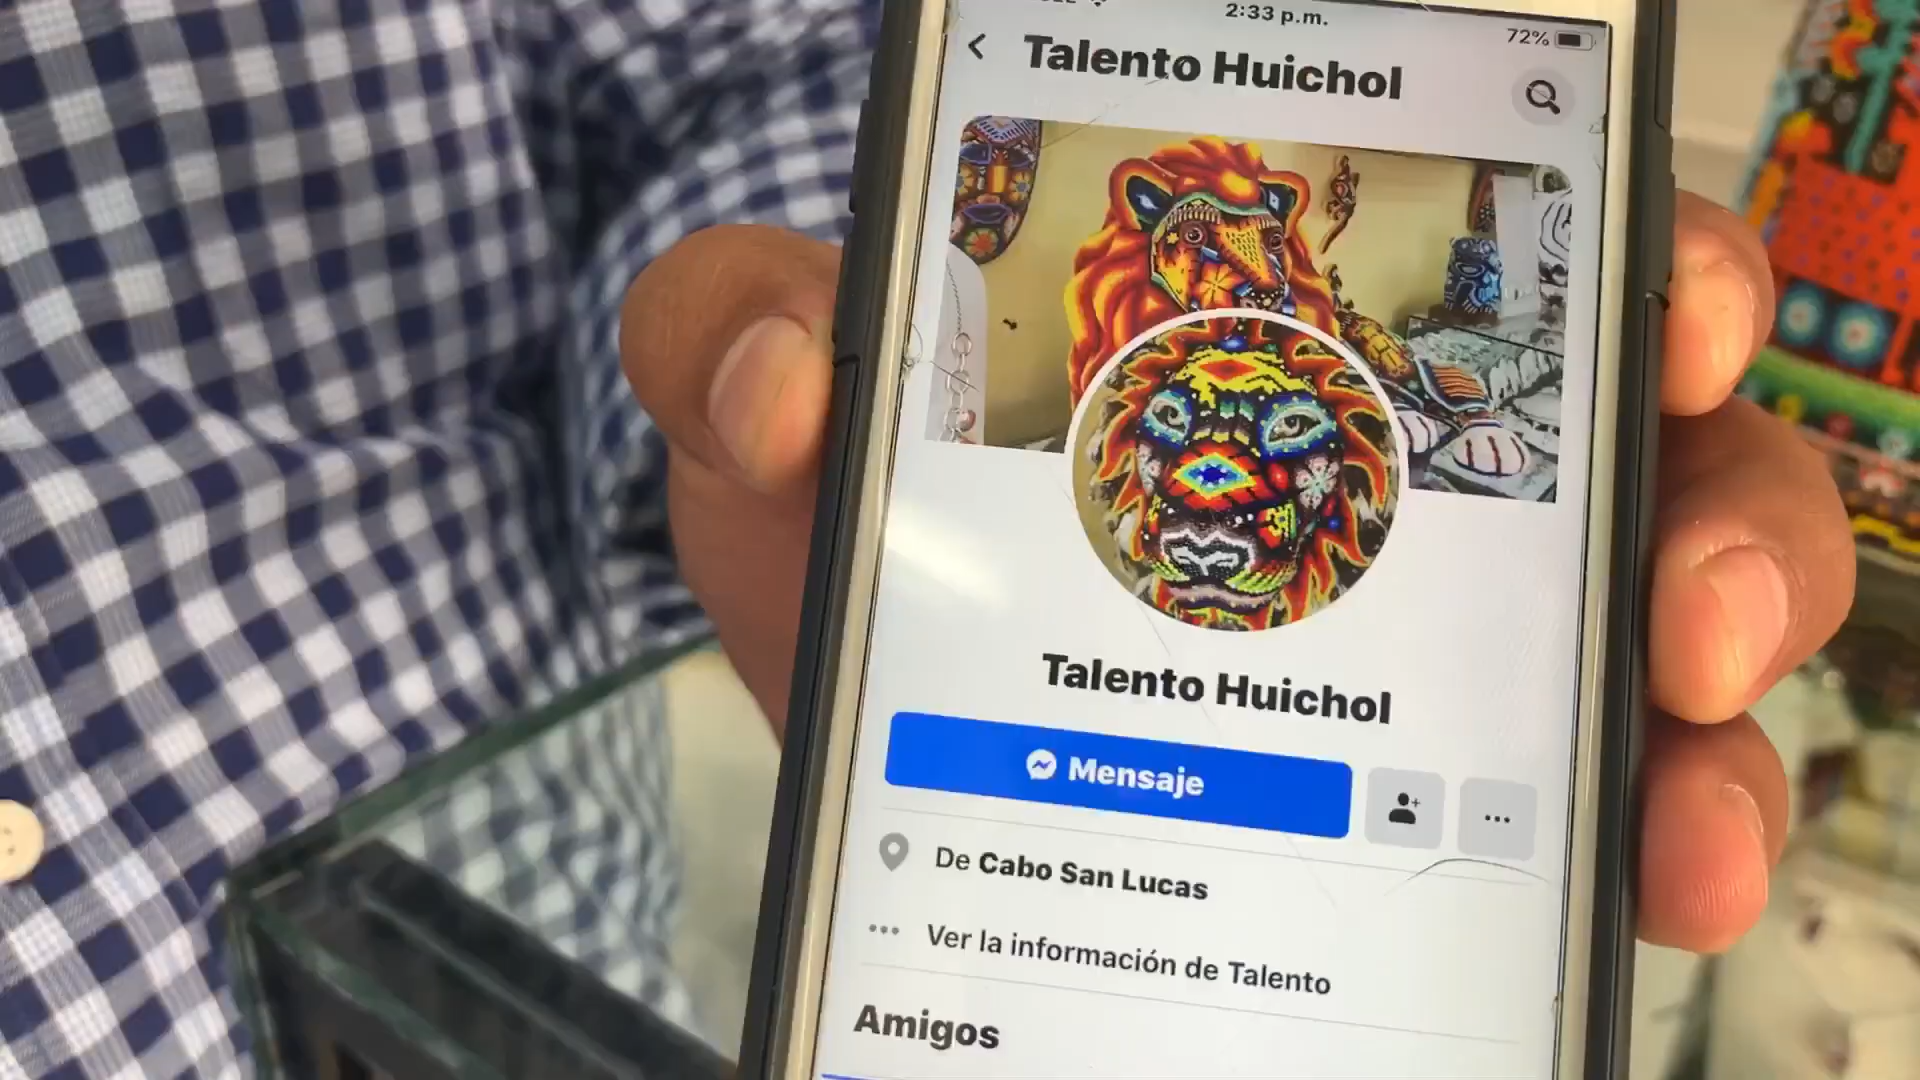 2:33 p.m.
72%
Talento Huichol
Talento Huichol
Mensaje
De Cabo San Lucas
Ver la información de Talento
Amigos